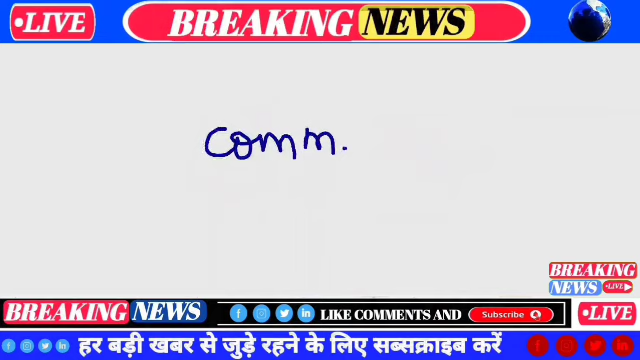 •LIVE BREAKING NEWS
comm.
BREAKING
NEWS •LIVE▶
BREAKING NEWS LIKE COMMENTS AND Subscribe •LIVE
हर बड़ी खबर से जुड़े रहने के लिए सब्सक्राइब करें